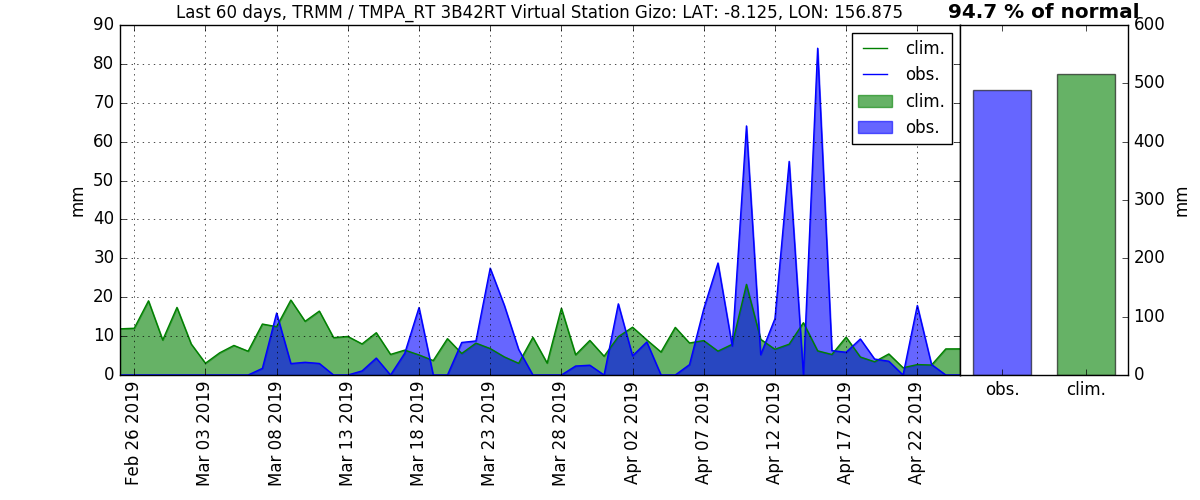 Last 60 days, TRMM / TMPA_RT 3B42RT Virtual Station Gizo: LAT: -8.125, LON: 156.875
94.7 % of normal
90
80
70
60
50
40
30
20
10
0
mm
clim.
obs.
clim.
obs.
Feb 26 2019
Mar 03 2019
Mar 08 2019
Mar 13 2019
Mar 18 2019
Mar 23 2019
Mar 28 2019
Apr 02 2019
Apr 07 2019
Apr 12 2019
Apr 17 2019
Apr 22 2019
600
500
400
300
200
100
0
mm
obs.
clim.